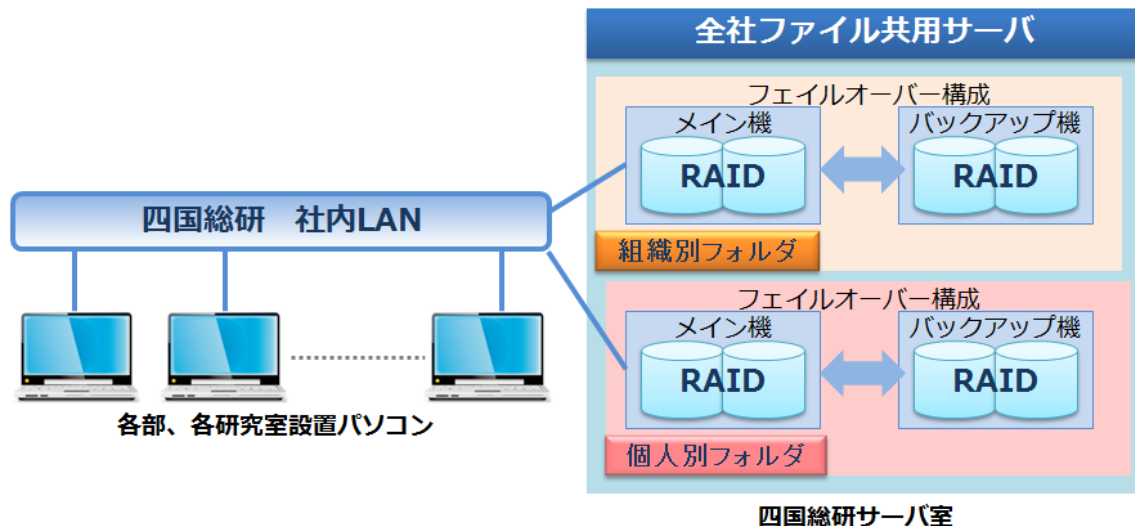 全社ファイル共用サーバ
フェイルオーバー構成
メイン機
バックアップ機
RAID
RAID
組織別フォルダ
四国総研 社内LAN
フェイルオーバー構成
メイン機
バックアップ機
RAID
RAID
個人別フォルダ
各部、各研究室設置パソコン
四国総研サーバ室